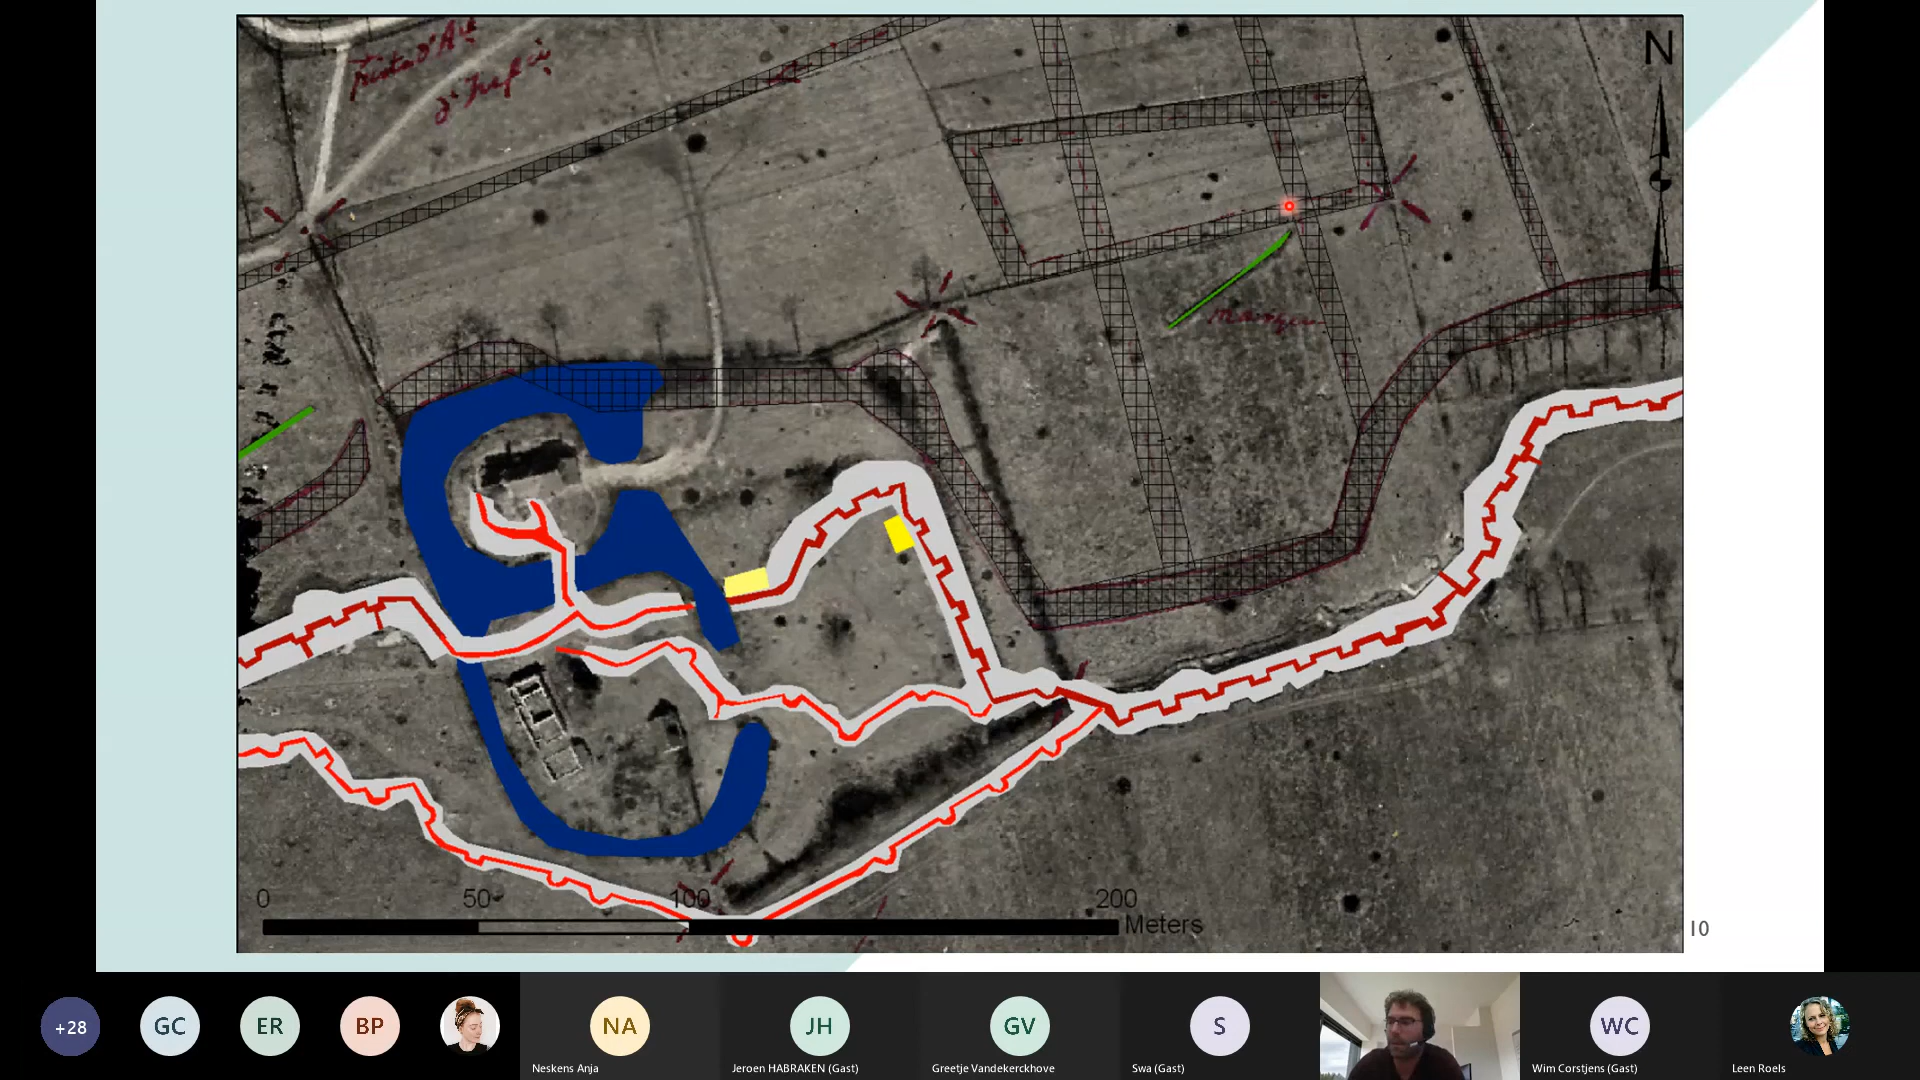 N
0 50 100 200
Meters
10
+28
GC
ER
BP
NA
JH
GV
S
WC
Neskens Anja
Jeroen HABRAKEN (Gast)
Greetje Vandekerckhove
Swa (Gast)
Wim Corstjens (Gast)
Leen Roels